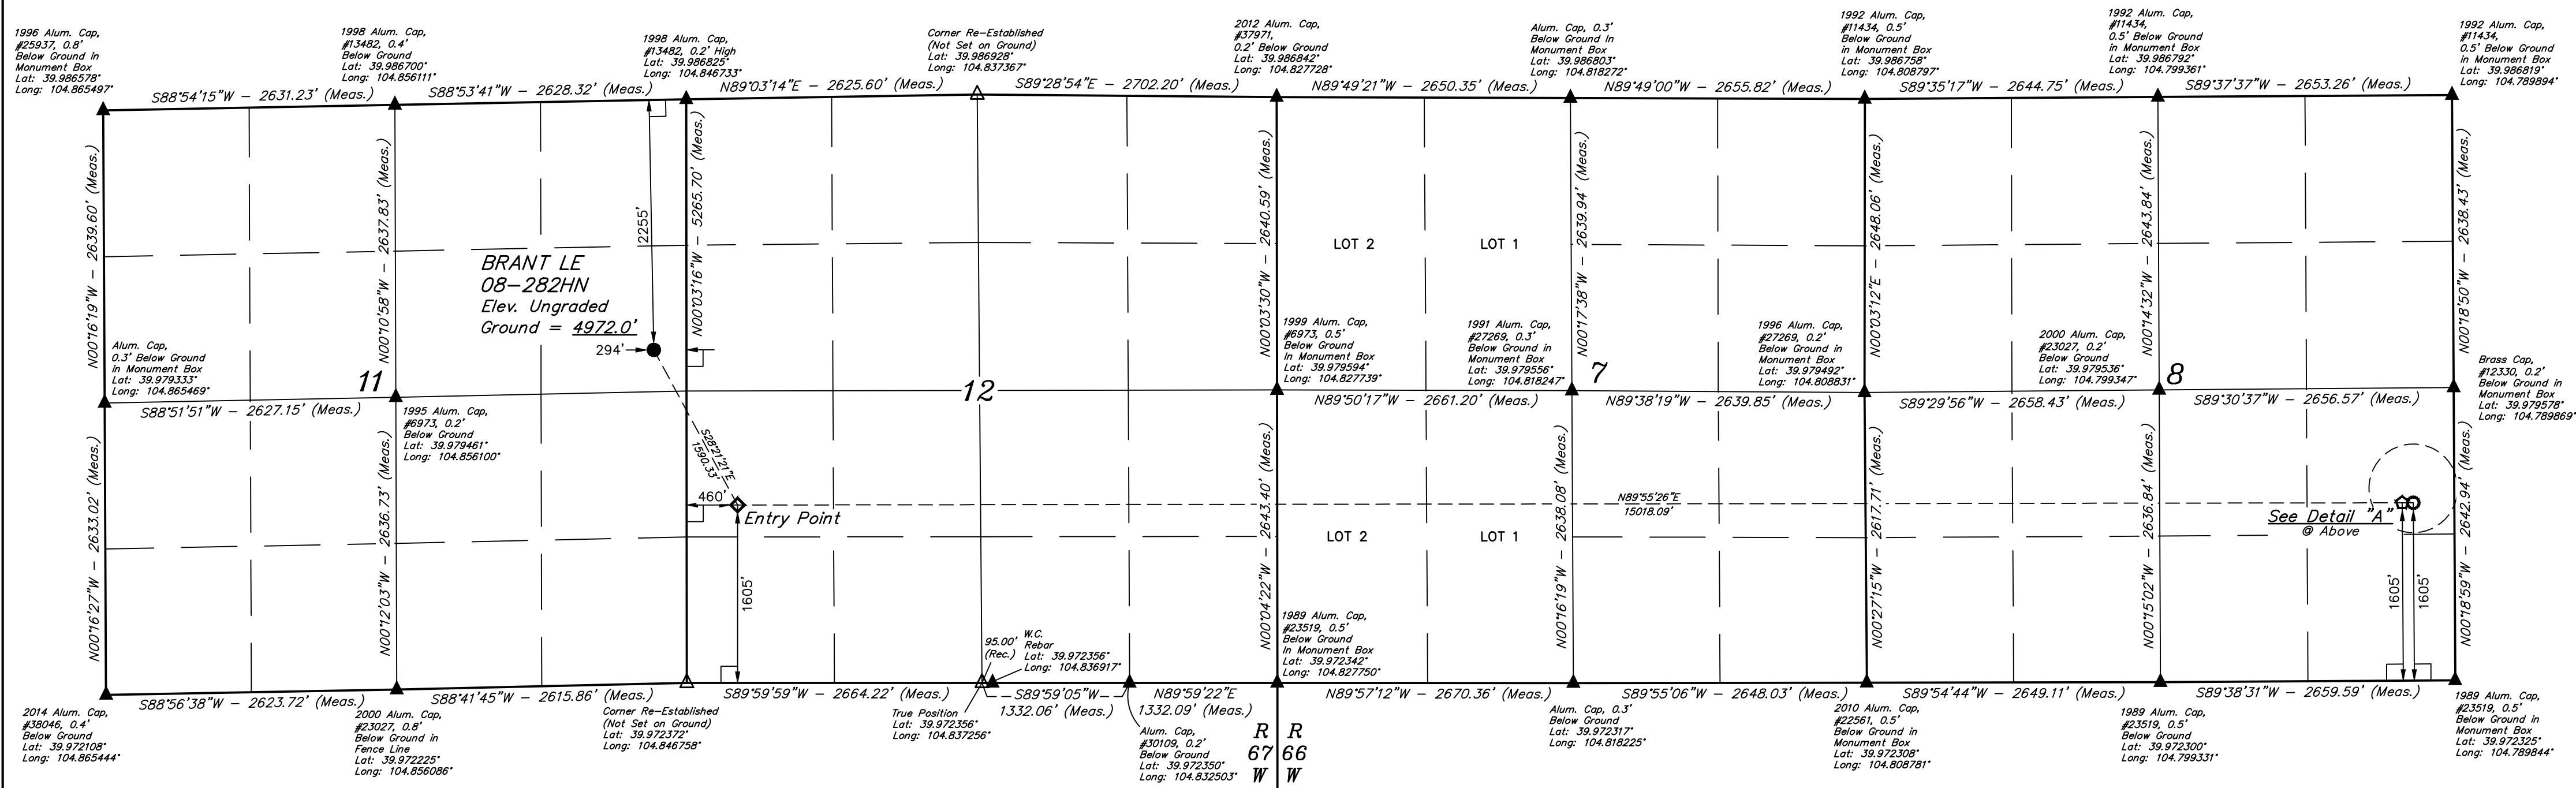 1996 Alum. Cap,
#25937, 0.8'
Below Ground in
Monument Box
Lat: 39.986578°
Long: 104.865497°
1998 Alum. Cap,
#13482, 0.4'
Below Ground
Lat: 39.986700°
Long: 104.856111°
1998 Alum. Cap,
#13482, 0.2' High
Lat: 39.986825°
Long: 104.846733°
Corner Re-Established
(Not Set on Ground)
Lat: 39.986928°
Long: 104.837367°
2012 Alum. Cap,
#37971,
0.2' Below Ground
Lat: 39.986842°
Long: 104.827728°
Alum. Cap, 0.3'
Below Ground In
Monument Box
Lat: 39.986803°
Long: 104.818272°
1992 Alum. Cap,
#11434, 0.5'
Below Ground
in Monument Box
Lat: 39.986758°
Long: 104.808797°
1992 Alum. Cap,
#11434,
0.5' Below Ground
in Monument Box
Lat: 39.986792°
Long: 104.799361°
1992 Alum. Cap,
#11434,
0.5' Below Ground
in Monument Box
Lat: 39.986819°
Long: 104.789894°
S88°54'15"W - 2631.23' (Meas.)
S88°53'41"W - 2628.32' (Meas.)
N89°03'14"E - 2625.60' (Meas.)
S89°28'54"E - 2702.20' (Meas.)
N89°49'21"W - 2650.35' (Meas.)
N89°49'00"W - 2655.82' (Meas.)
S89°35'17"W - 2644.75' (Meas.)
S89°37'37"W - 2653.26' (Meas.)
N00°16'19"W - 2639.60' (Meas.)
N00°10'58"W - 2637.83' (Meas.)
2255'
N00°03'16"W - 5265.70' (Meas.)
N00°03'30"W - 2640.59' (Meas.)
N00°17'38"W - 2639.94' (Meas.)
N00°03'12"E - 2648.06' (Meas.)
N00°14'32"W - 2643.84' (Meas.)
N00°18'50"W - 2638.43' (Meas.)
LOT 2
LOT 1
BRANT LE
08-282HN
Elev. Ungraded
Ground = 4972.0'
294'
Alum. Cap,
0.3' Below Ground
in Monument Box
Lat: 39.979333°
Long: 104.865469°
11
12
7
8
1999 Alum. Cap,
#6973, 0.5'
Below Ground
In Monument Box
Lat: 39.979594°
Long: 104.827739°
1991 Alum. Cap,
#27269, 0.3'
Below Ground in
Monument Box
Lat: 39.979556°
Long: 104.818247°
1996 Alum. Cap,
#27269, 0.2'
Below Ground in
Monument Box
Lat: 39.979492°
Long: 104.808831°
2000 Alum. Cap,
#23027, 0.2'
Below Ground
Lat: 39.979536°
Long: 104.799347°
Brass Cap,
#12330, 0.2'
Below Ground in
Monument Box
Lat: 39.979578°
Long: 104.789869°
S88°51'51"W - 2627.15' (Meas.)
1995 Alum. Cap,
#6973, 0.2'
Below Ground
Lat: 39.979461°
Long: 104.856100°
N89°50'17"W - 2661.20' (Meas.)
N89°38'19"W - 2639.85' (Meas.)
S89°29'56"W - 2658.43' (Meas.)
S89°30'37"W - 2656.57' (Meas.)
S28°21'21"E
1590.33'
N00°16'27"W - 2633.02' (Meas.)
N00°12'03"W - 2636.73' (Meas.)
460'
Entry Point
1605'
N00°04'22"W - 2643.40' (Meas.)
N00°16'19"W - 2638.08' (Meas.)
N89°55'26"E
15018.09'
N00°27'15"W - 2617.71' (Meas.)
N00°15'02"W - 2636.84' (Meas.)
N00°18'59"W - 2642.94' (Meas.)
LOT 2
LOT 1
See Detail "A"
@ Above
1605'
1605'
95.00'
(Rec.)
W.C.
Rebar
Lat: 39.972356°
Long: 104.836917°
1989 Alum. Cap,
#23519, 0.5'
Below Ground
In Monument Box
Lat: 39.972342°
Long: 104.827750°
S88°56'38"W - 2623.72' (Meas.)
S88°41'45"W - 2615.86' (Meas.)
S89°59'59"W - 2664.22' (Meas.)
S89°59'05"W
1332.06' (Meas.)
N89°59'22"E
1332.09' (Meas.)
N89°57'12"W - 2670.36' (Meas.)
S89°55'06"W - 2648.03' (Meas.)
S89°54'44"W - 2649.11' (Meas.)
S89°38'31"W - 2659.59' (Meas.)
2014 Alum. Cap,
#38046, 0.4'
Below Ground
Lat: 39.972108°
Long: 104.865444°
2000 Alum. Cap,
#23027, 0.8'
Below Ground in
Fence Line
Lat: 39.972225°
Long: 104.856086°
Corner Re-Established
(Not Set on Ground)
Lat: 39.972372°
Long: 104.846758°
True Position
Lat: 39.972356°
Long: 104.837256°
Alum. Cap,
#30109, 0.2'
Below Ground
Lat: 39.972350°
Long: 104.832503°
R R
67 66
W W
Alum. Cap, 0.3'
Below Ground
Lat: 39.972317°
Long: 104.818225°
2010 Alum. Cap,
#22561, 0.5'
Below Ground in
Monument Box
Lat: 39.972308°
Long: 104.808781°
1989 Alum. Cap,
#23519, 0.5'
Below Ground
Lat: 39.972300°
Long: 104.799331°
1989 Alum. Cap,
#23519, 0.5'
Below Ground in
Monument Box
Lat: 39.972325°
Long: 104.789844°